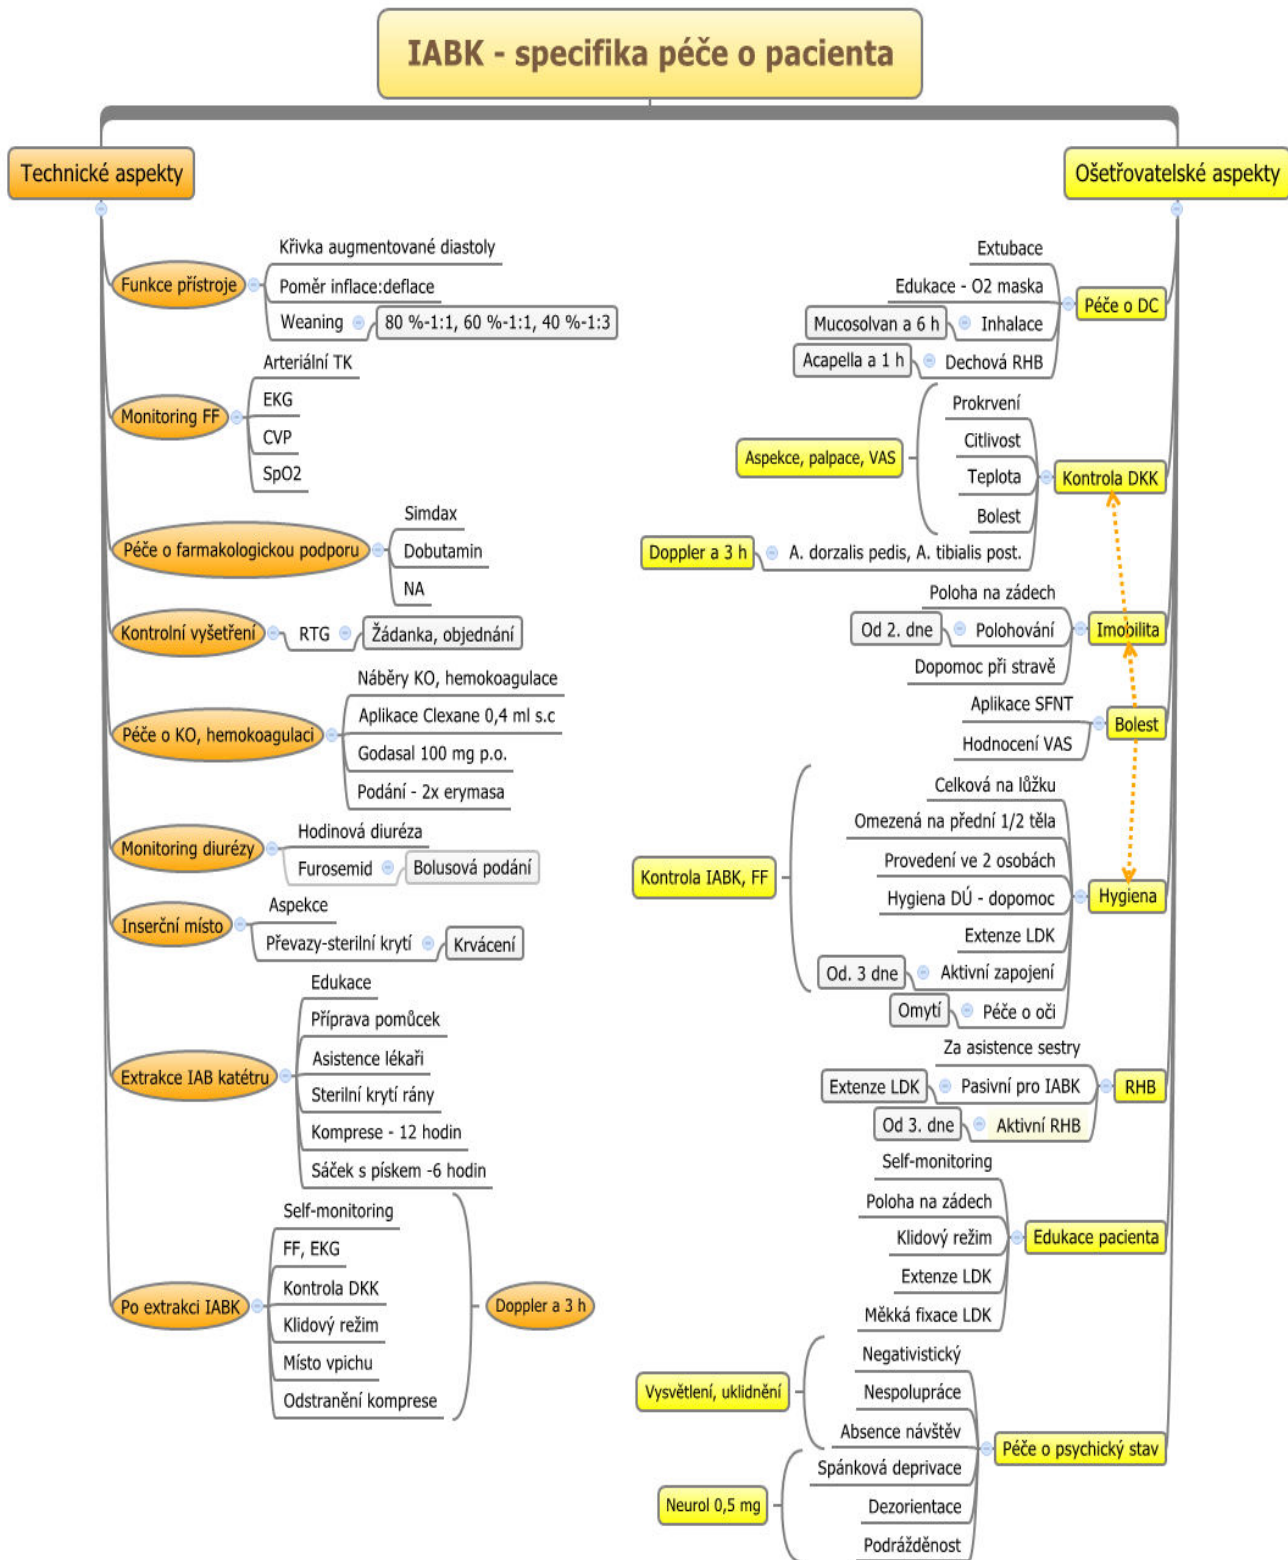 IABK - specifika péče o pacienta
Technické aspekty
Funkce přístroje
Křivka augmentované diastoly
Poměr inflace:deflace
Weaning
80 %-1:1, 60 %-1:1, 40 %-1:3
Monitoring FF
Arteriální TK
EKG
CVP
SpO2
Péče o farmakologickou podporu
Simdax
Dobutamin
NA
Kontrolní vyšetření
RTG
Žádanka, objednání
Péče o KO, hemokoagulaci
Náběry KO, hemokoagulace
Aplikace Clexane 0,4 ml s.c
Godasal 100 mg p.o.
Podání - 2x erymasa
Monitoring diurézy
Hodinová diuréza
Furosemid
Bolusová podání
Inserční místo
Aspekce
Převazy-sterilní krytí
Krvácení
Extrakce IAB katétru
Edukace
Příprava pomůcek
Asistence lékaři
Sterilní krytí rány
Komprese - 12 hodin
Sáček s pískem -6 hodin
Po extrakci IABK
Self-monitoring
FF, EKG
Kontrola DKK
Klidový režim
Místo vpichu
Odstranění komprese
Doppler a 3 h
Ošetřovatelské aspekty
Péče o DC
Extubace
Edukace - O2 maska
Inhalace
Mucosolvan a 6 h
Dechová RHB
Acapella a 1 h
Kontrola DKK
Prokrvení
Citlivost
Teplota
Bolest
Aspekce, palpace, VAS
A. dorzalis pedis, A. tibialis post.
Doppler a 3 h
Imobilita
Poloha na zádech
Polohování
Od 2. dne
Dopomoc při stravě
Bolest
Aplikace SFNT
Hodnocení VAS
Hygiena
Celková na lůžku
Omezená na přední 1/2 těla
Provedení ve 2 osobách
Hygiena DÚ - dopomoc
Extenze LDK
Aktivní zapojení
Od. 3 dne
Kontrola IABK, FF
Péče o oči
Omytí
RHB
Za asistence sestry
Pasivní pro IABK
Extenze LDK
Aktivní RHB
Od 3. dne
Edukace pacienta
Self-monitoring
Poloha na zádech
Klidový režim
Extenze LDK
Měkká fixace LDK
Péče o psychický stav
Negativistický
Nespolupráce
Absence návštěv
Vysvětlení, uklidnění
Spánková deprivace
Dezorientace
Podrážděnost
Neurol 0,5 mg